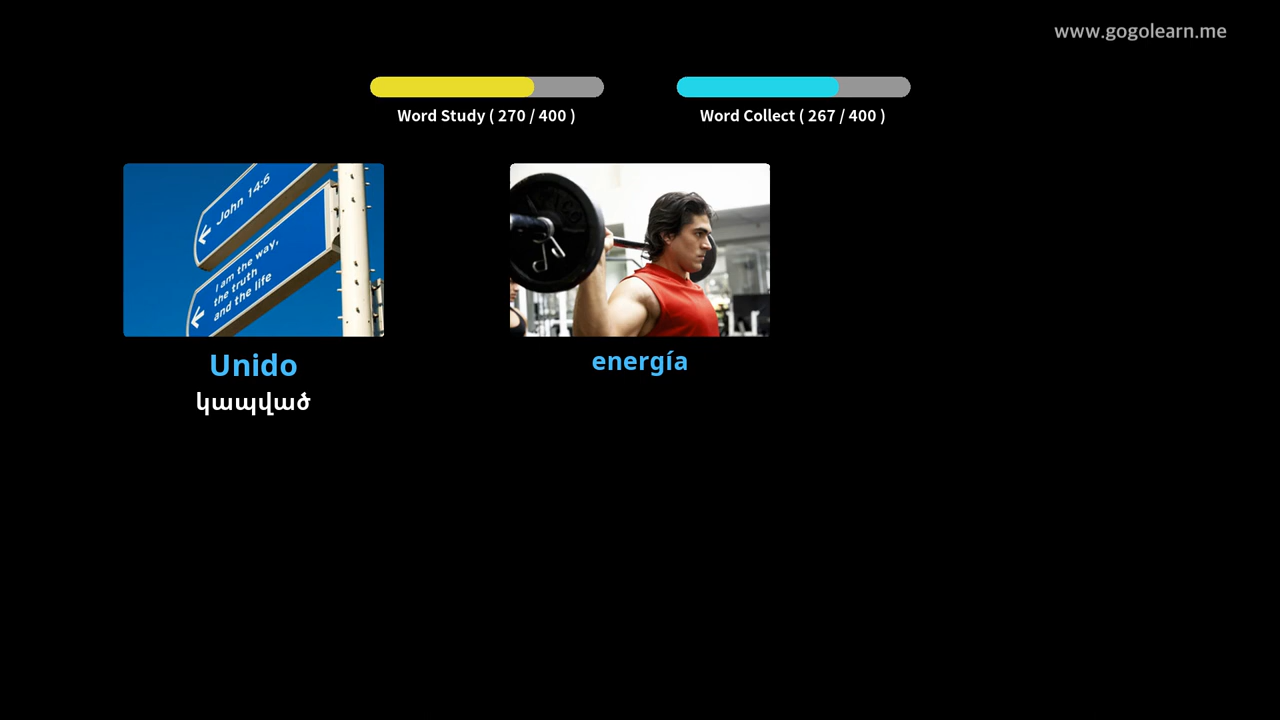 www.gogolearn.me
Word Study ( 270 / 400 )
Word Collect ( 267 / 400 )
John 14:6
I am the way,
the truth
and the life
Unido
կապված
energía